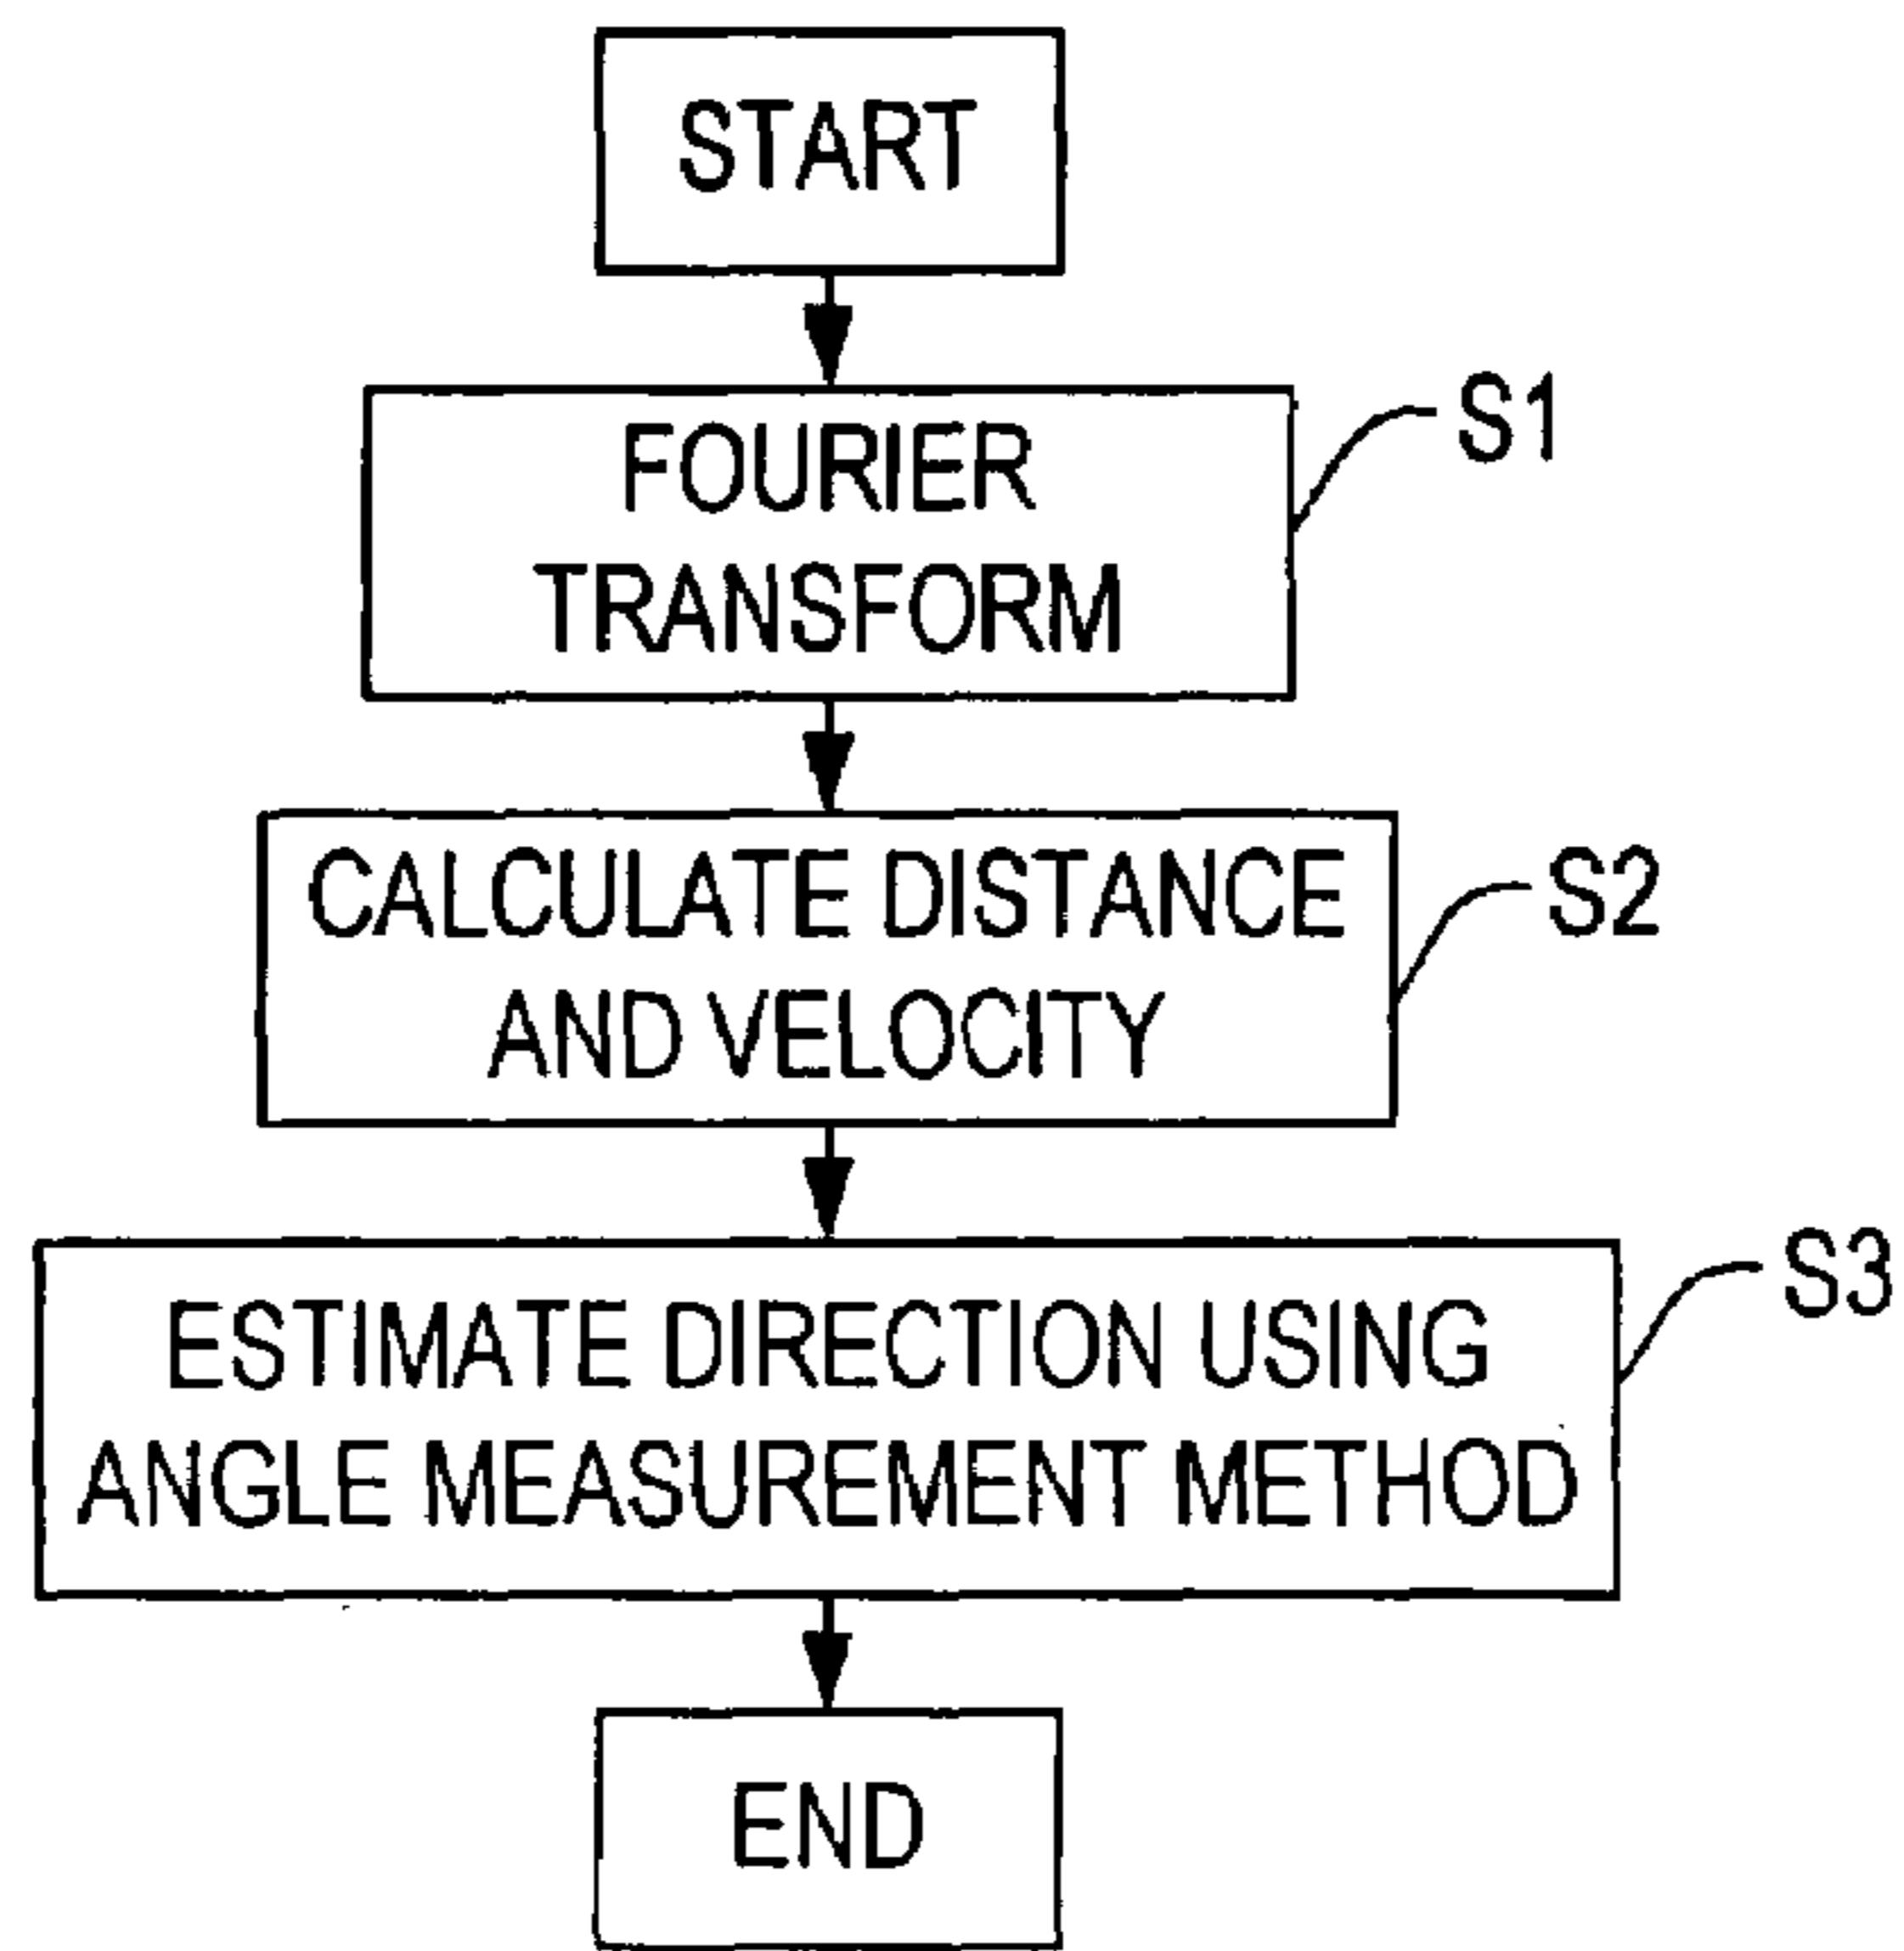 START
FOURIER
TRANSFORM
S1
CALCULATE DISTANCE
AND VELOCITY
S2
ESTIMATE DIRECTION USING
ANGLE MEASUREMENT METHOD
S3
END